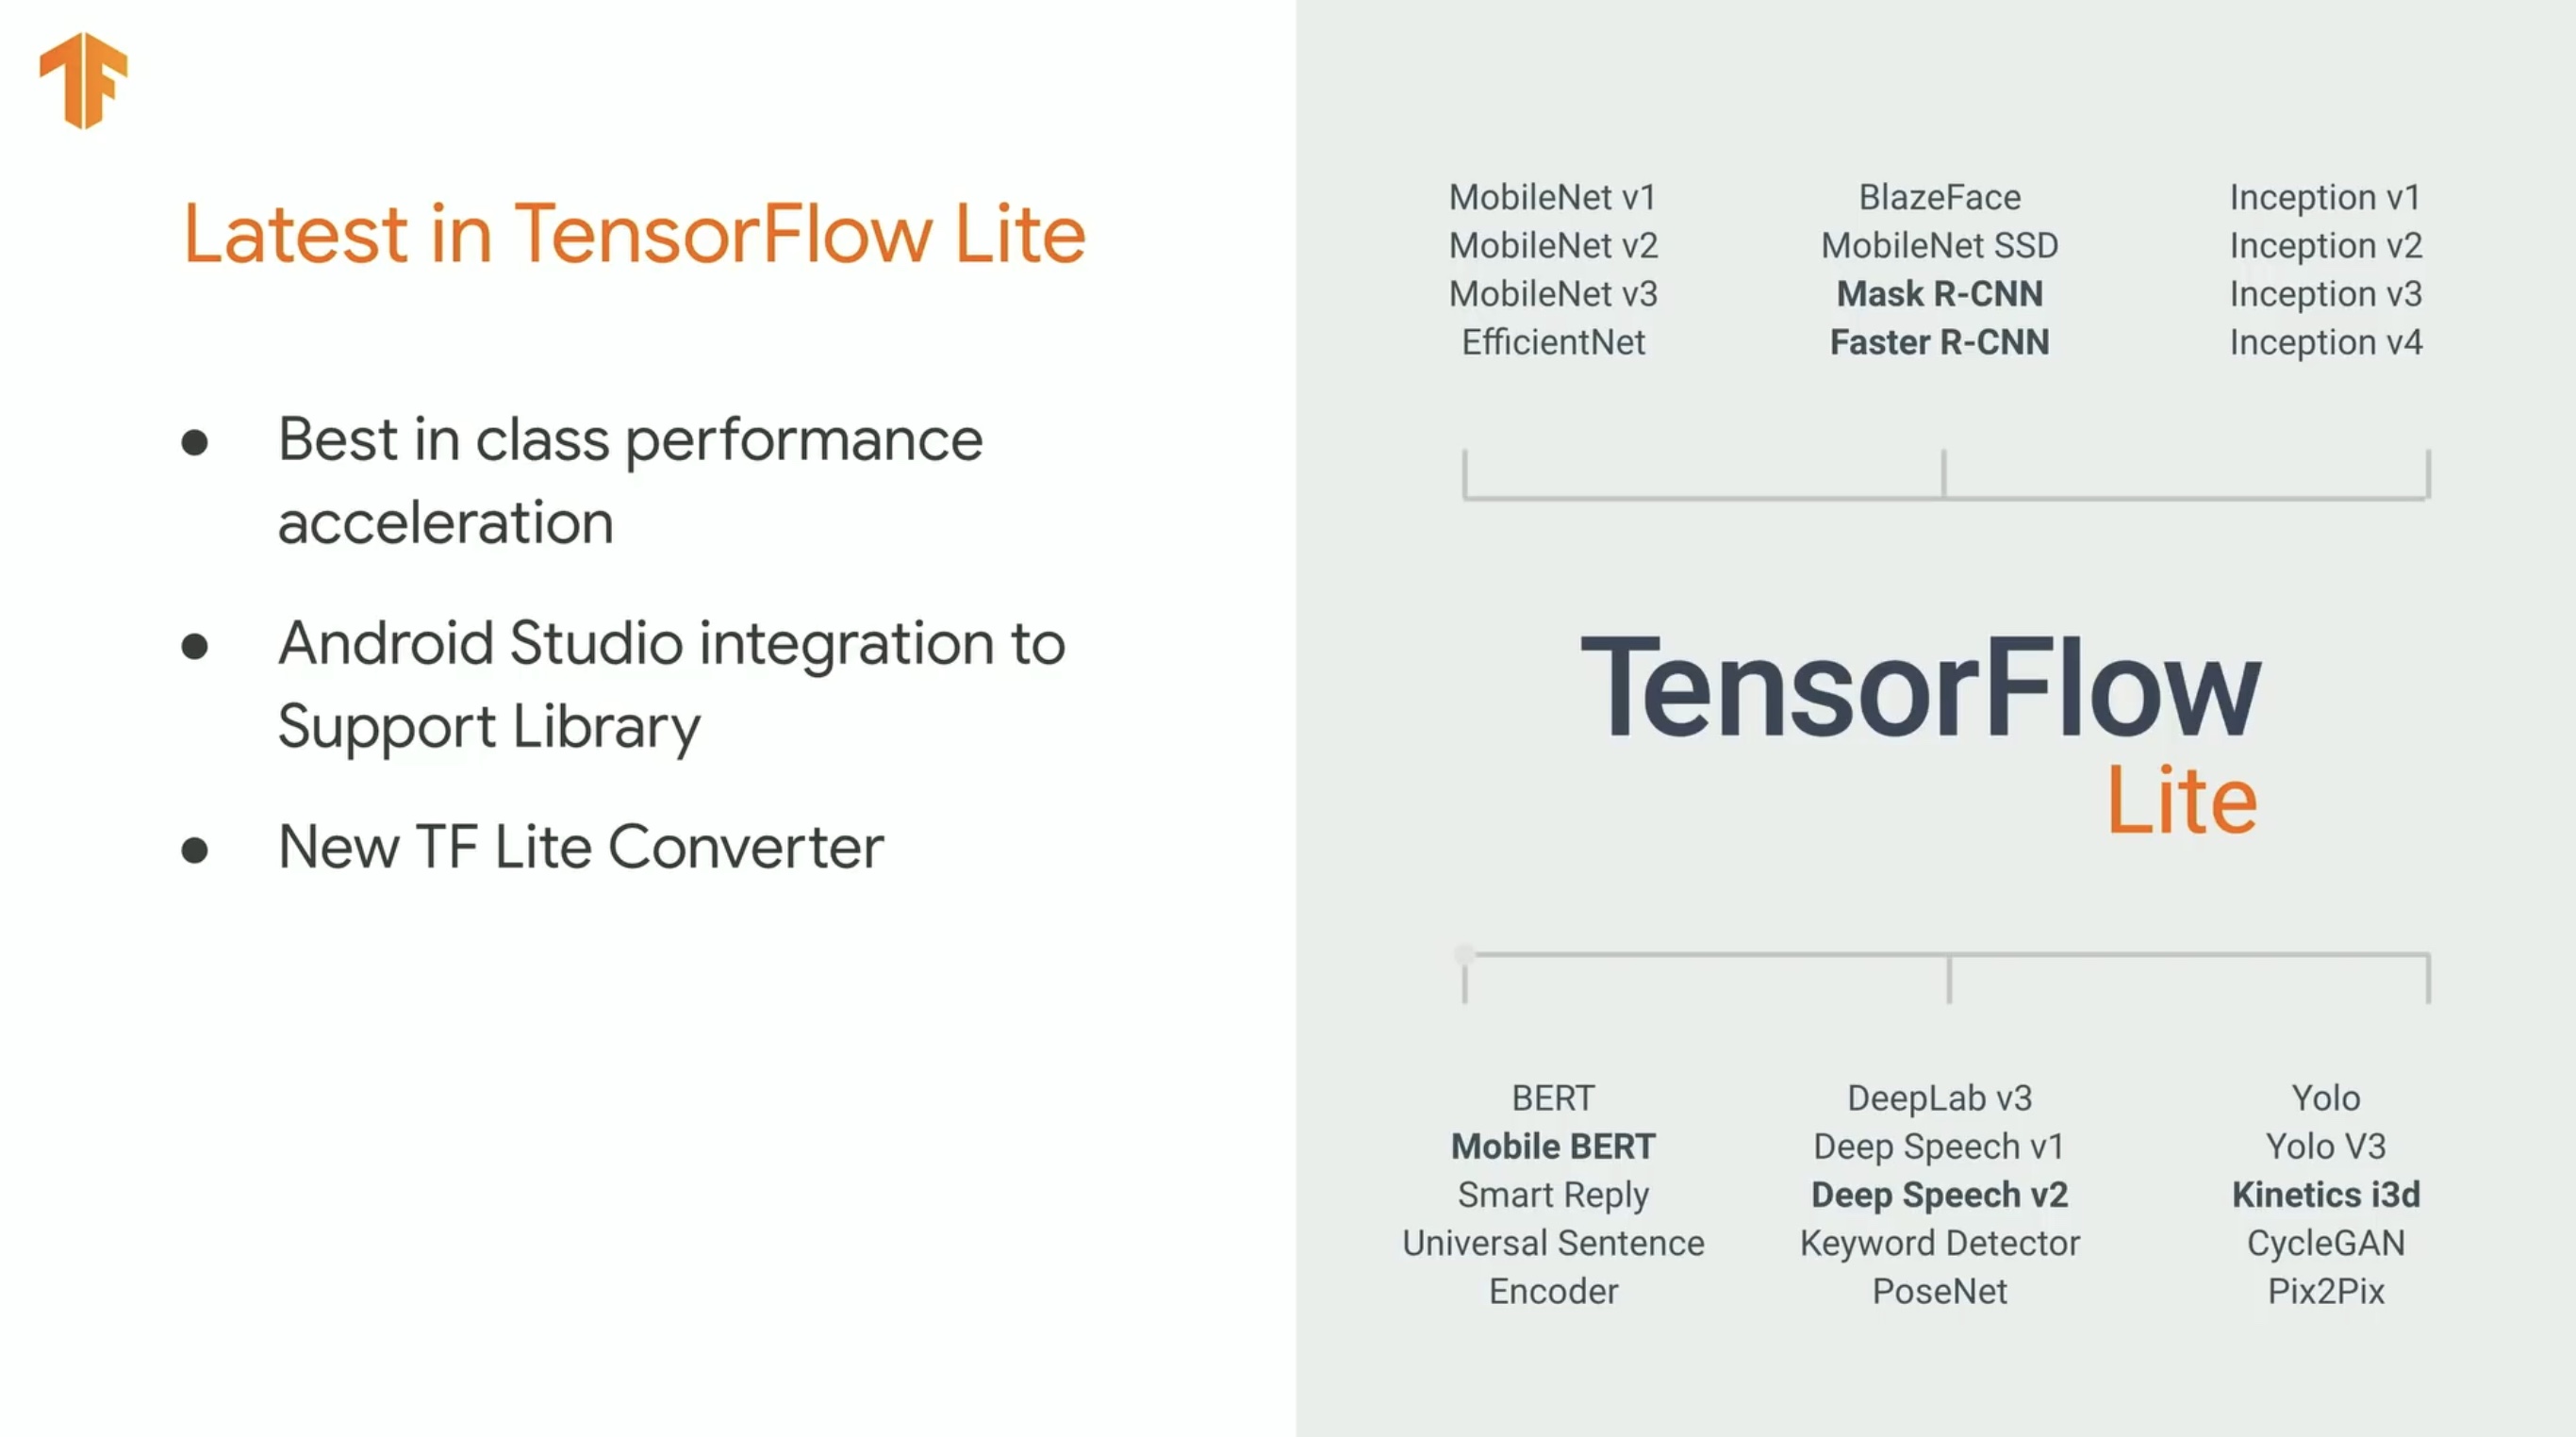 TF
Latest in TensorFlow Lite
● Best in class performance
acceleration
● Android Studio integration to
Support Library
● New TF Lite Converter
MobileNet v1
MobileNet v2
MobileNet v3
EfficientNet
BlazeFace
MobileNet SSD
Mask R-CNN
Faster R-CNN
Inception v1
Inception v2
Inception v3
Inception v4
TensorFlow
Lite
BERT
Mobile BERT
Smart Reply
Universal Sentence
Encoder
DeepLab v3
Deep Speech v1
Deep Speech v2
Keyword Detector
PoseNet
Yolo
Yolo V3
Kinetics i3d
CycleGAN
Pix2Pix